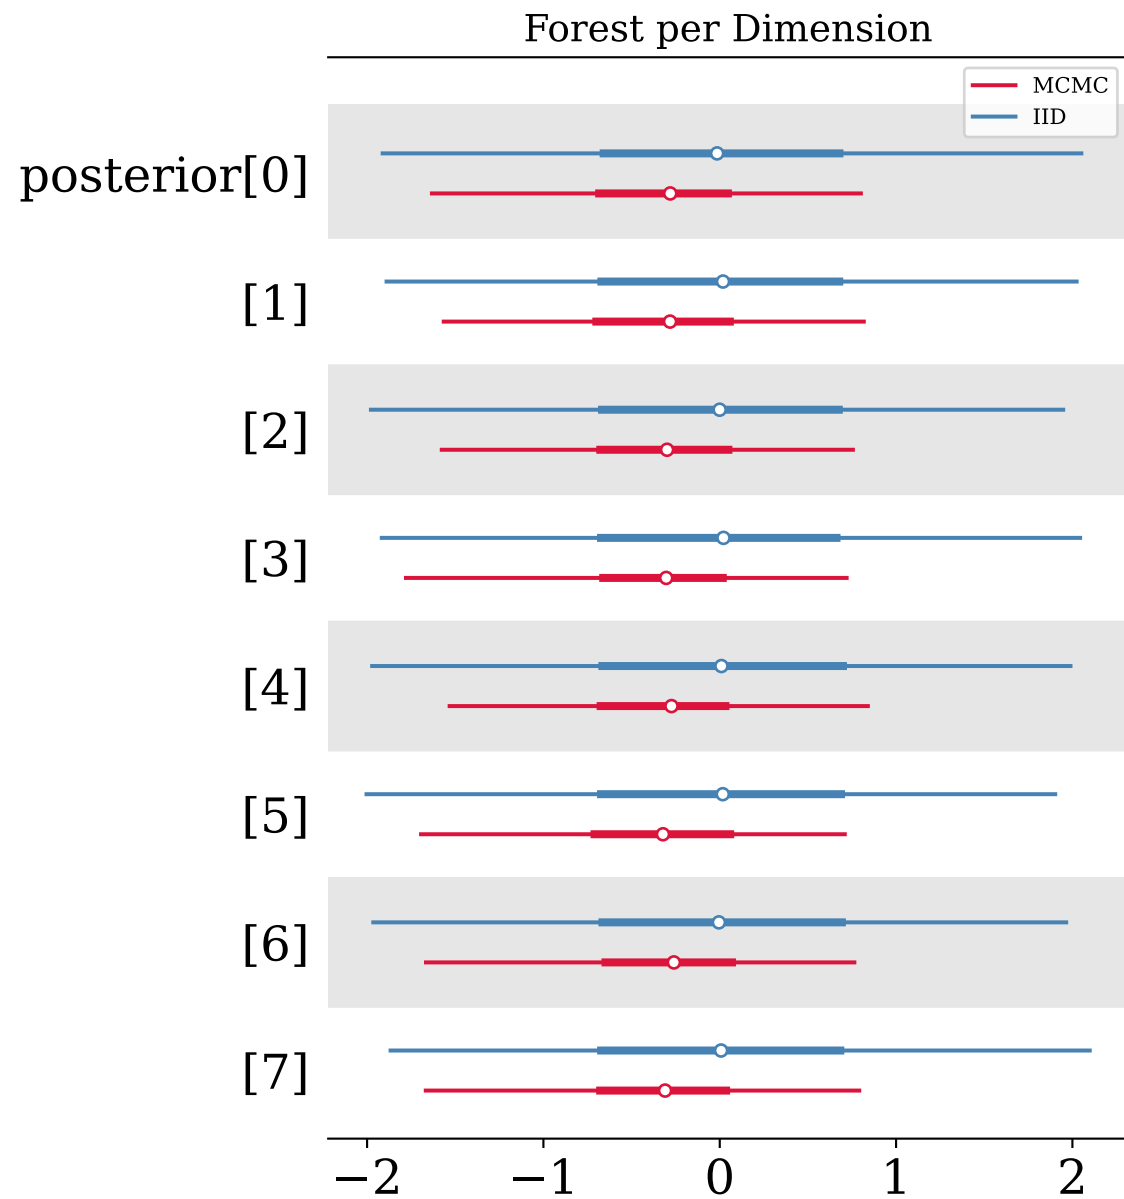 Forest per Dimension
MCMC
IID
posterior[0]
[1]
[2]
[3]
[4]
[5]
[6]
[7]
−2 −1 0 1 2